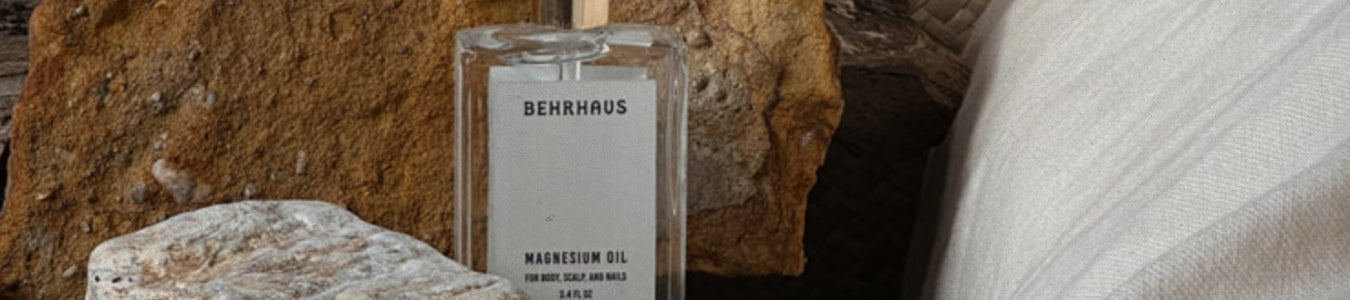 BEHRHAUS
MAGNESIUM OIL
FOR BODY, SCALP, AND NAILS
3.4 FL OZ